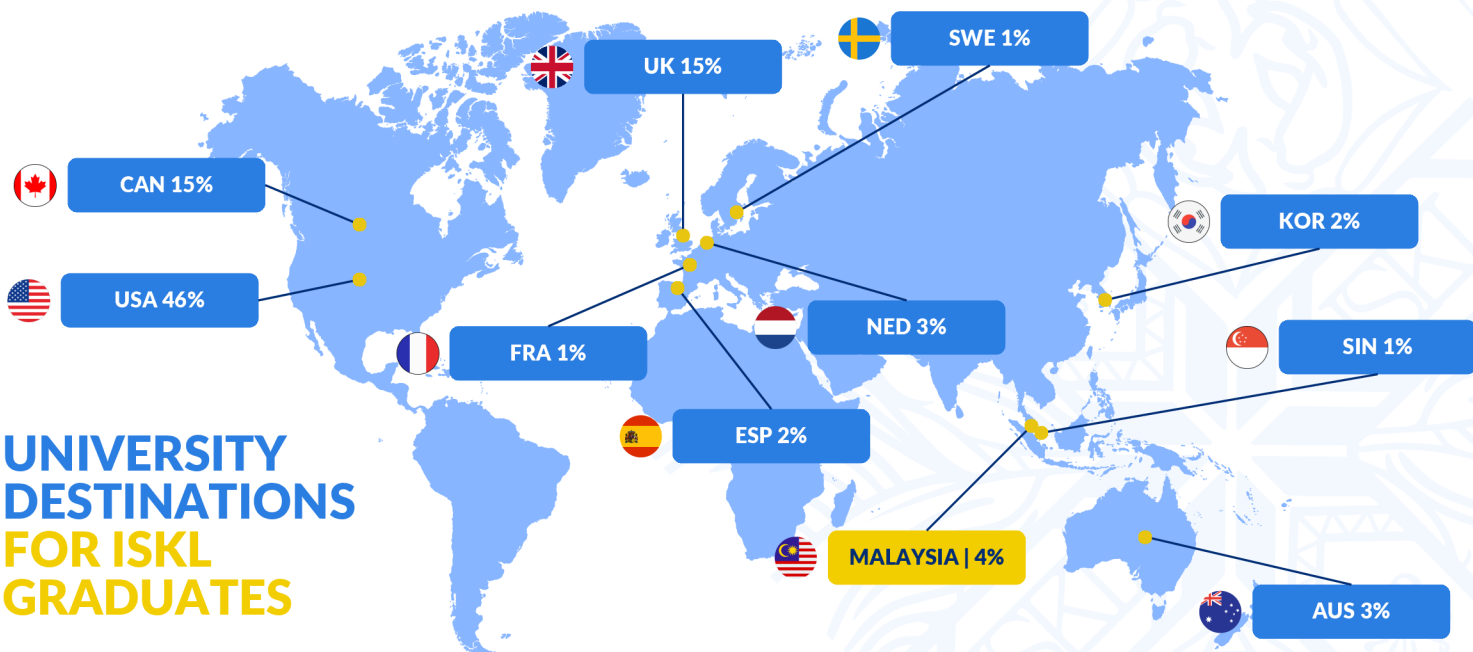 SWE 1%
UK 15%
CAN 15%
KOR 2%
USA 46%
NED 3%
SIN 1%
FRA 1%
ESP 2%
UNIVERSITY
DESTINATIONS
FOR ISKL
GRADUATES
MALAYSIA | 4%
AUS 3%